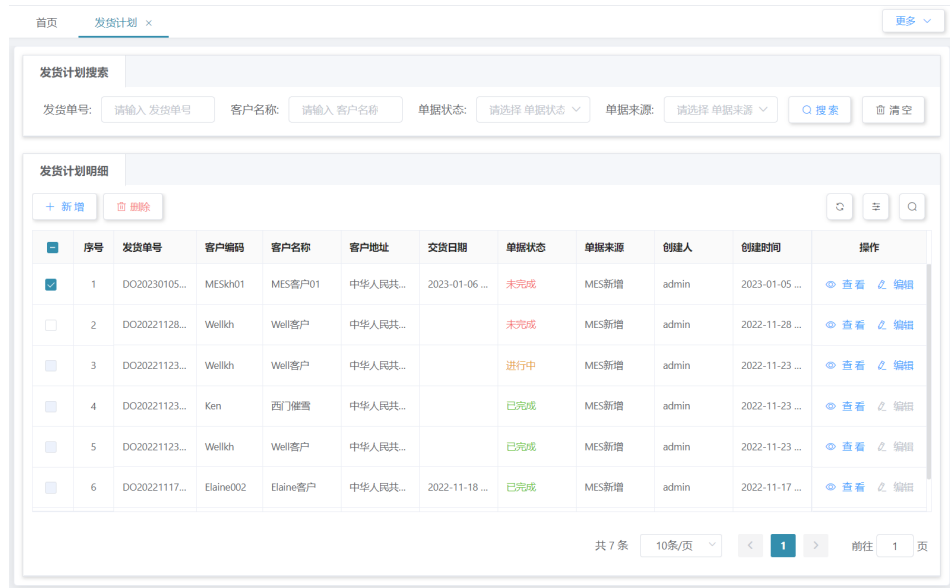 首页 发货计划 × 更多
发货计划搜索
发货单号: 请输入 发货单号 客户名称: 请输入 客户名称 单据状态: 请选择 单据状态 单据来源: 请选择 单据来源 搜索 清空
发货计划明细
+ 新增 删除
序号 发货单号 客户编码 客户名称 客户地址 交货日期 单据状态 单据来源 创建人 创建时间 操作
1 DO20230105... MESkh01 MES客户01 中华人民共... 2023-01-06 ... 未完成 MES新增 admin 2023-01-05 ... 查看 编辑
2 DO20221128... Wellkh Well客户 中华人民共... 未完成 MES新增 admin 2022-11-28 ... 查看 编辑
3 DO20221123... Wellkh Well客户 中华人民共... 进行中 MES新增 admin 2022-11-23 ... 查看 编辑
4 DO20221123... Ken 西门催雪 中华人民共... 已完成 MES新增 admin 2022-11-23 ... 查看 编辑
5 DO20221123... Wellkh Well客户 中华人民共... 已完成 MES新增 admin 2022-11-23 ... 查看 编辑
6 DO20221117... Elaine002 Elaine客户 中华人民共... 2022-11-18 ... 已完成 MES新增 admin 2022-11-17 ... 查看 编辑
共 7 条 10条/页 < 1 > 前往 1 页